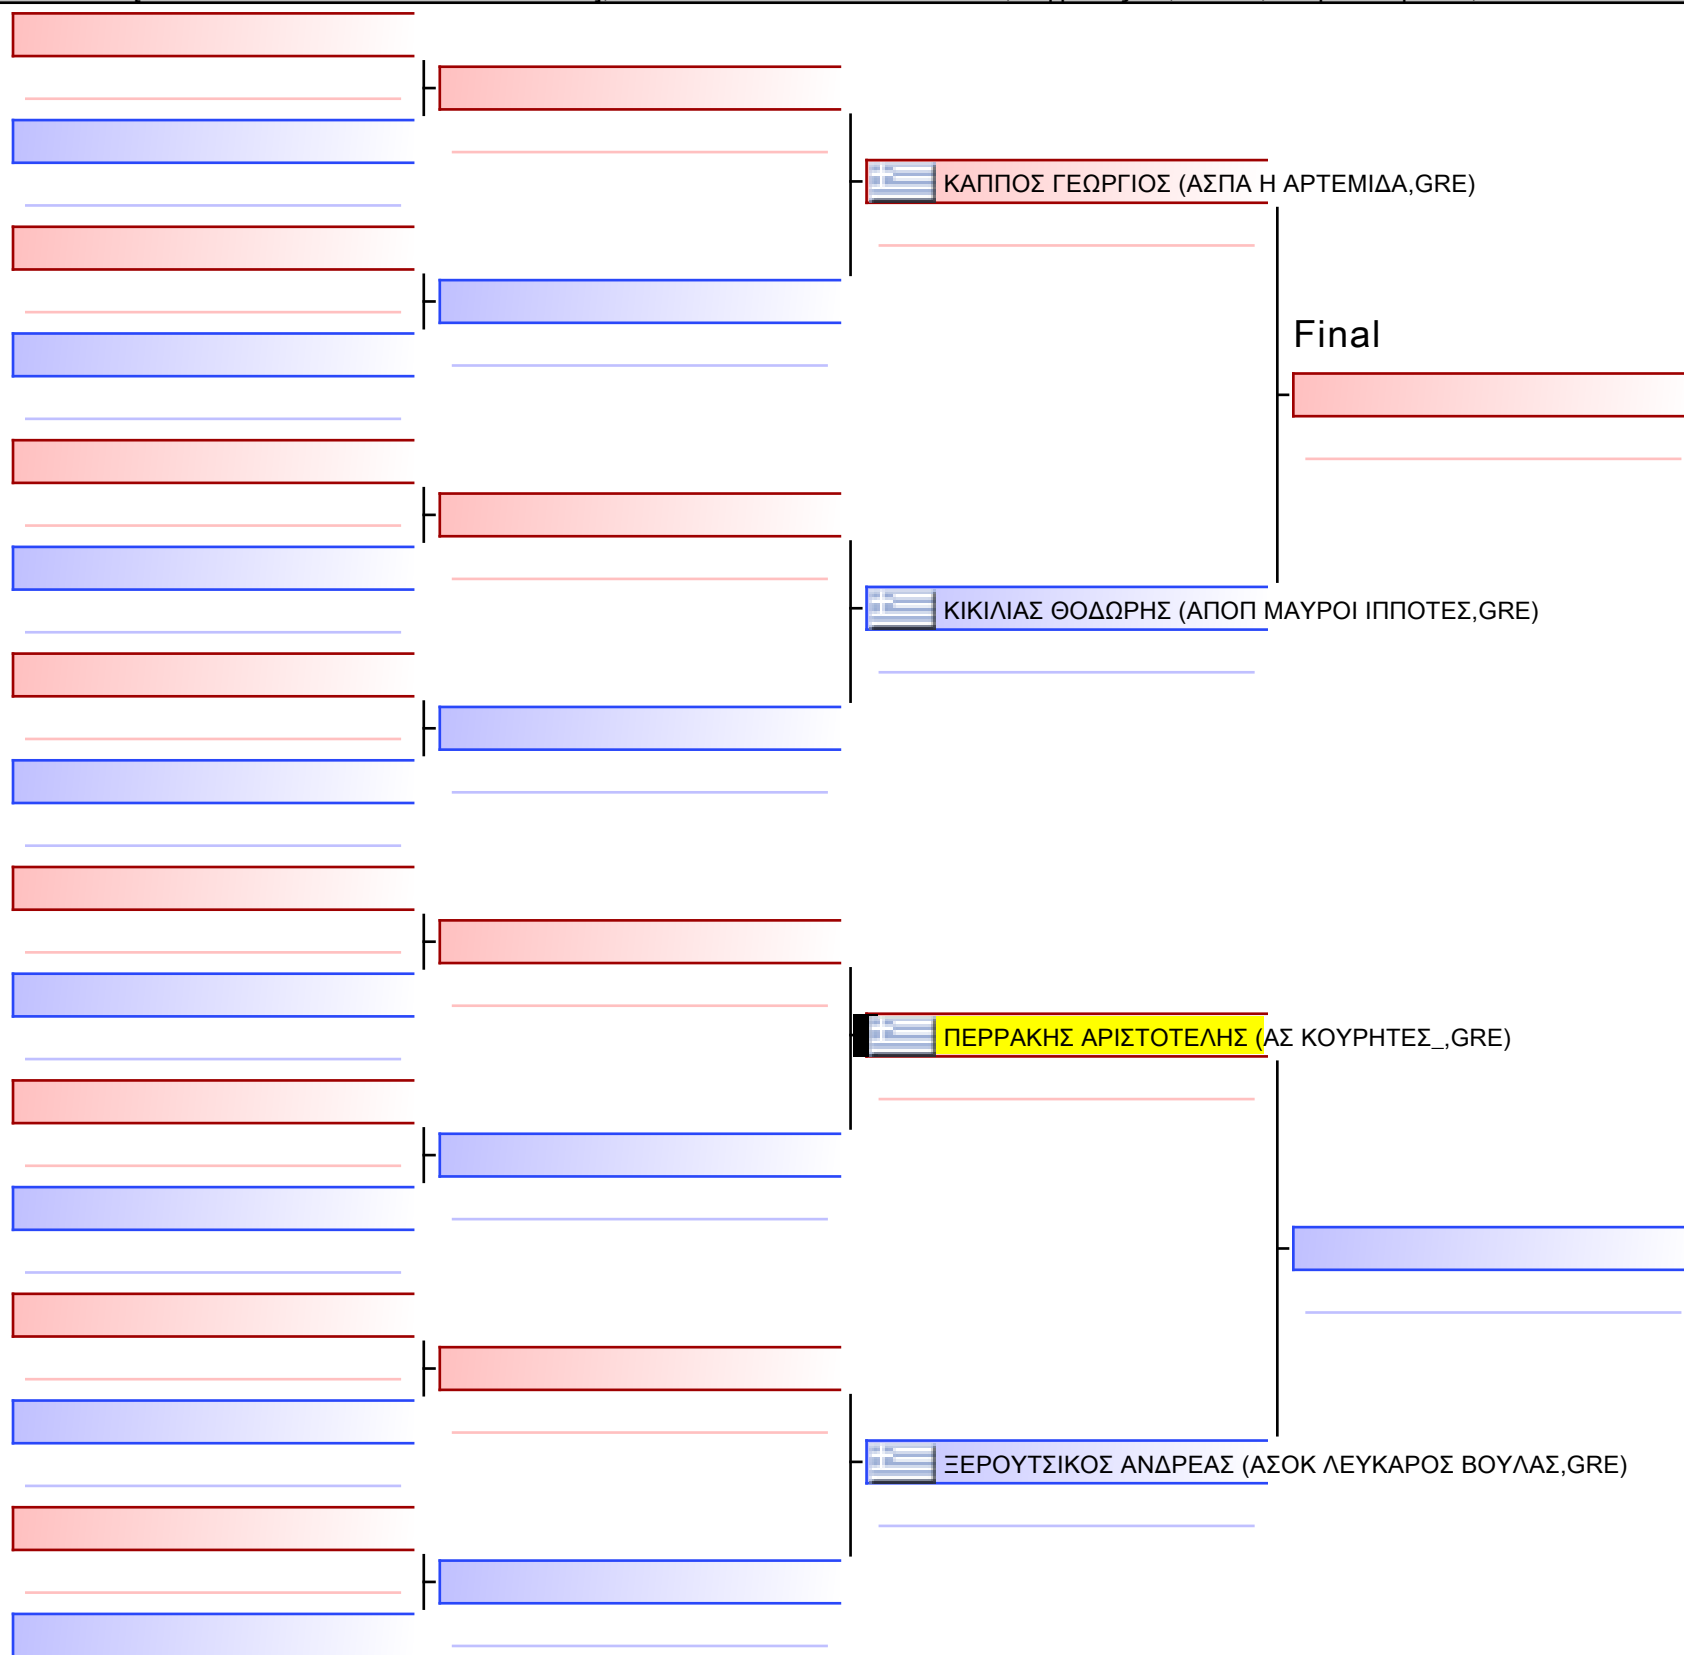 ΚΑΠΠΟΣ ΓΕΩΡΓΙΟΣ (ΑΣΠΑ Η ΑΡΤΕΜΙΔΑ,GRE)
Final
ΚΙΚΙΛΙΑΣ ΘΟΔΩΡΗΣ (ΑΠΟΠ ΜΑΥΡΟΙ ΙΠΠΟΤΕΣ,GRE)
ΠΕΡΡΑΚΗΣ ΑΡΙΣΤΟΤΕΛΗΣ (ΑΣ ΚΟΥΡΗΤΕΣ_,GRE)
ΞΕΡΟΥΤΣΙΚΟΣ ΑΝΔΡΕΑΣ (ΑΣΟΚ ΛΕΥΚΑΡΟΣ ΒΟΥΛΑΣ,GRE)